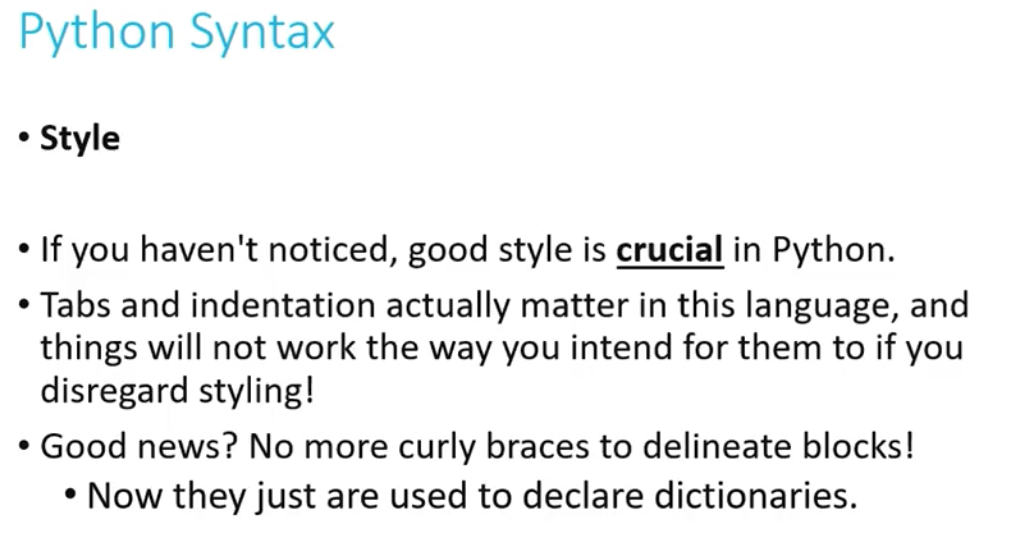 Python Syntax
• Style
• If you haven't noticed, good style is crucial in Python.
• Tabs and indentation actually matter in this language, and
things will not work the way you intend for them to if you
disregard styling!
• Good news? No more curly braces to delineate blocks!
• Now they just are used to declare dictionaries.